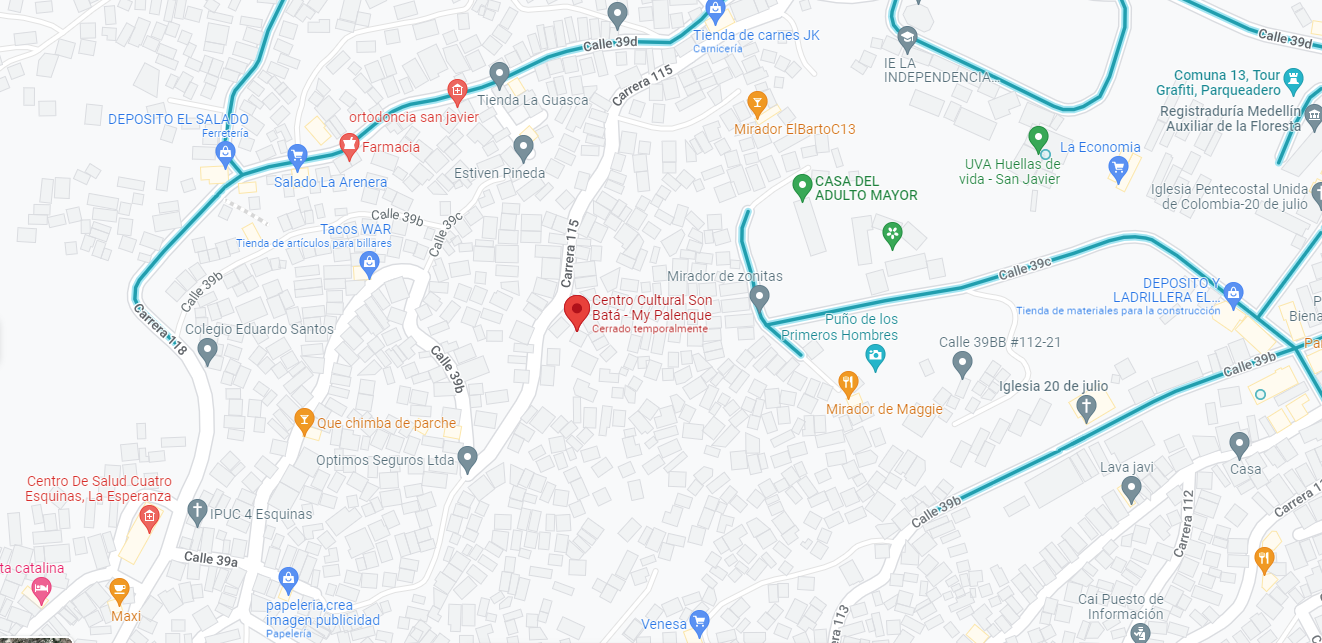 Calle 39d
Tienda de carnes JK
Carnicería
Calle 39d
IE LA
INDEPENDENCIA...
Carrera 115
Comuna 13, Tour
Grafiti, Parqueadero
Tienda La Guasca
Registraduría Medellín
Auxiliar de la Floresta
DEPOSITO EL SALADO
Ferretería
ortodoncia san javier
Mirador ElBartoC13
Farmacia
La Economia
UVA Huellas de
vida - San Javier
Estiven Pineda
Salado La Arenera
CASA DEL
ADULTO MAYOR
Iglesia Pentecostal Unida
de Colombia-20 de julio
Calle 39b
Calle 39c
Tacos WAR
Tienda de artículos para billares
Carrera 115
Calle 39c
Mirador de zonitas
Calle 39b
DEPOSITO Y
LADRILLERA EL...
Tienda de materiales para la construcción
Centro Cultural Son
Batá - My Palenque
Cerrado temporalmente
P
Biena
Carrera 118
Colegio Eduardo Santos
Puño de los
Primeros Hombres
Calle 39BB #112-21
Pa
Calle 39b
Calle 39b
Iglesia 20 de julio
Mirador de Maggie
Que chimba de parche
Optimos Seguros Ltda
Casa
Lava javi
Centro De Salud Cuatro
Esquinas, La Esperanza
Carrera 11
Calle 39b
IPUC 4 Esquinas
Carrera 112
Calle 39a
ta catalina
Maxi
papeleria,crea
imagen publicidad
Papelería
Cai Puesto de
Información
Venesa
Carrera 113